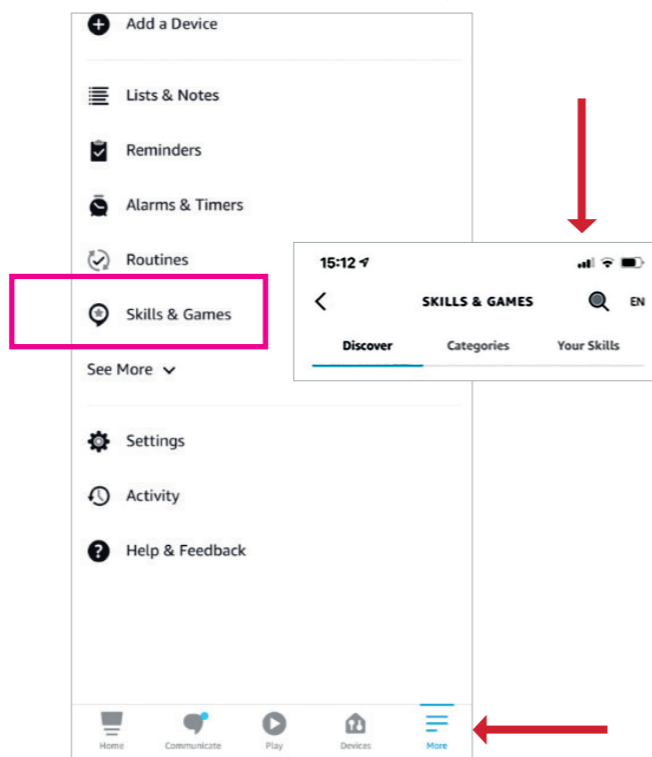 Add a Device
Lists & Notes
Reminders
Alarms & Timers
Routines
Skills & Games
See More
Settings
Activity
Help & Feedback
Home
Communicate
Play
Devices
More
15:12
SKILLS & GAMES
EN
Discover
Categories
Your Skills